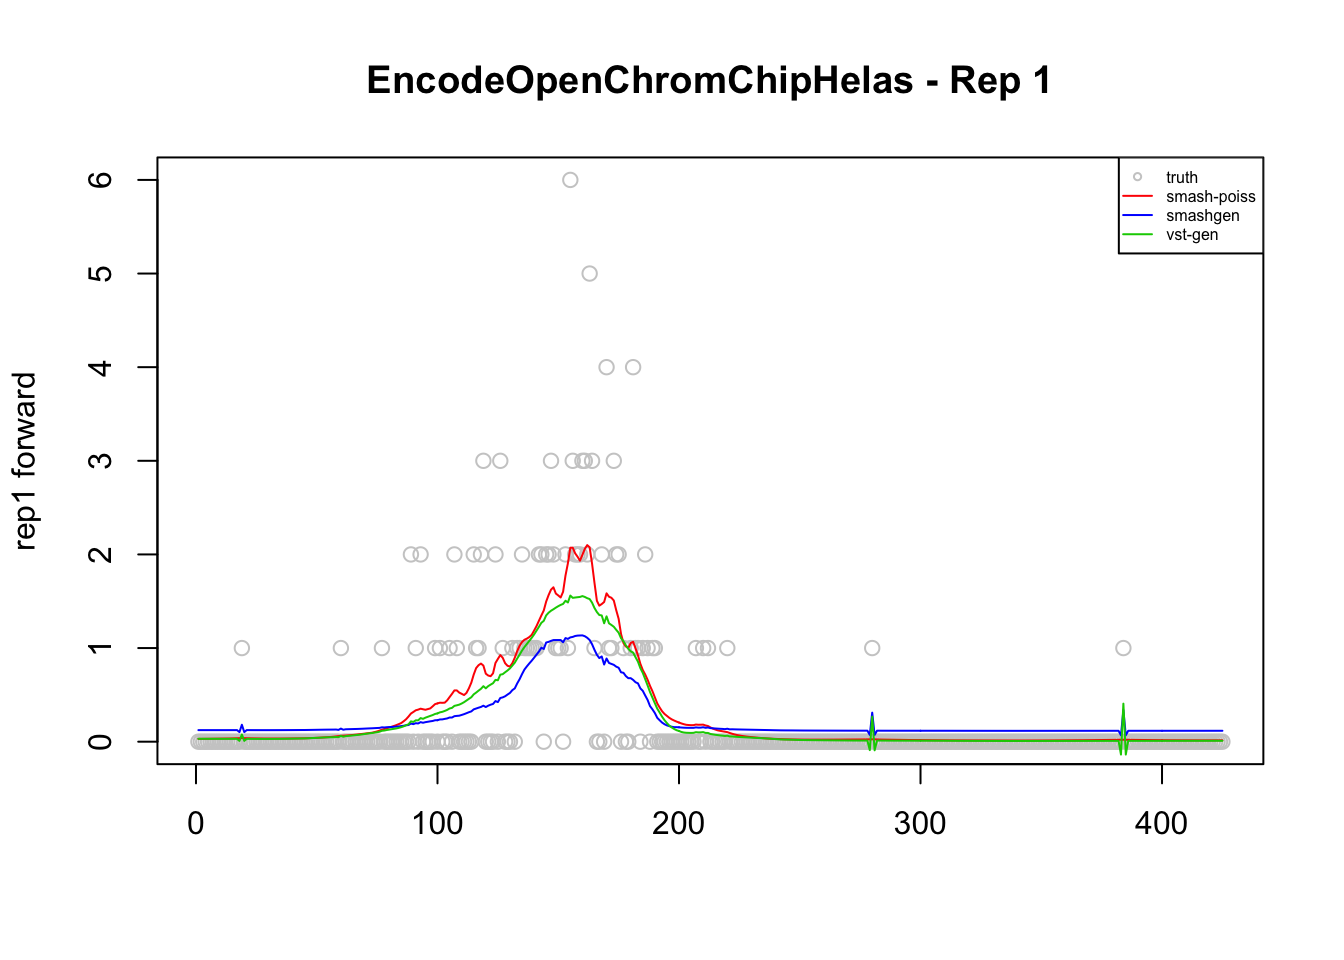 EncodeOpenChromChipHelas - Rep 1
truth
smash-poiss
smashgen
vst-gen
rep1 forward
6
5
4
3
2
1
0
0 100 200 300 400